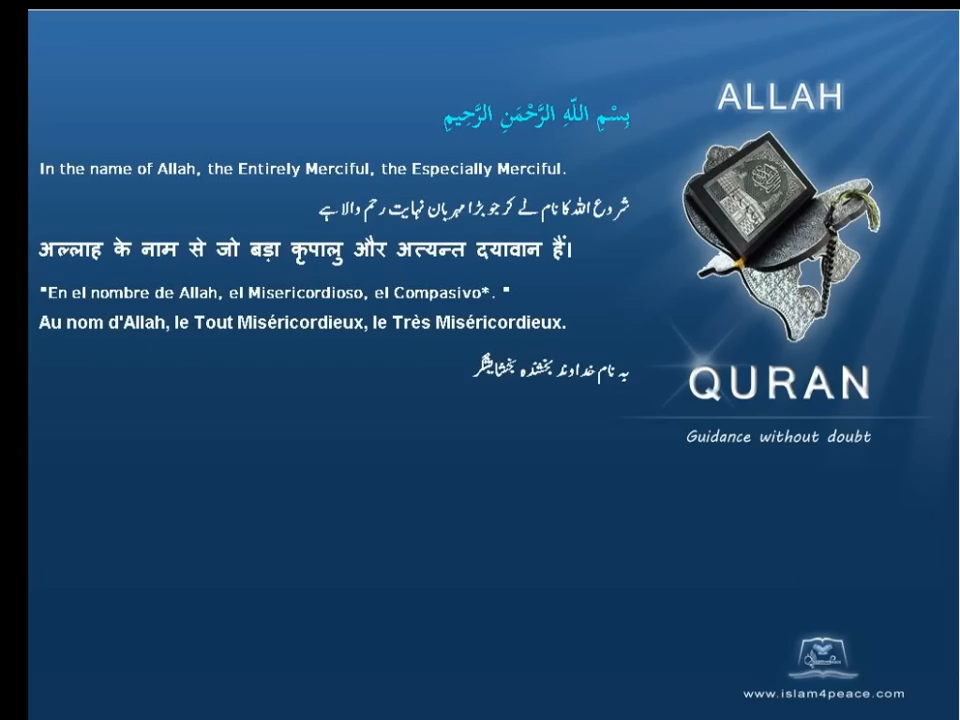 بِسْمِ اللَّهِ الرَّحْمَنِ الرَّحِيمِ
In the name of Allah, the Entirely Merciful, the Especially Merciful.
شروع الله کا نام لے کر جو بڑا مہربان نہایت رحم والا ہے
अल्लाह के नाम से जो बड़ा कृपालु और अत्यन्त दयावान हैं।
"En el nombre de Allah, el Misericordioso, el Compasivo*. "
Au nom d'Allah, le Tout Miséricordieux, le Très Miséricordieux.
به نام خداوند بخشنده بخشایشگر
ALLAH
QURAN
Guidance without doubt
www.islam4peace.com